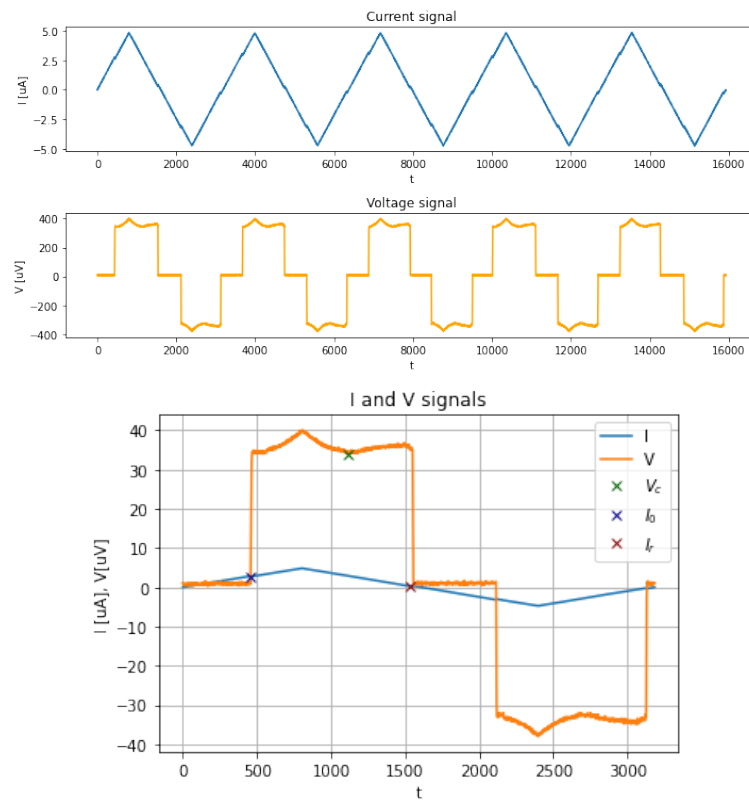 Current signal
5.0
2.5
0.0
−2.5
−5.0
I [uA]
0 2000 4000 6000 8000 10000 12000 14000 16000
t
Voltage signal
400
200
0
−200
−400
V [uV]
0 2000 4000 6000 8000 10000 12000 14000 16000
t
I and V signals
40
30
20
10
0
−10
−20
−30
−40
I [uA], V[uV]
I
V
V_c
I_0
I_r
0 500 1000 1500 2000 2500 3000
t